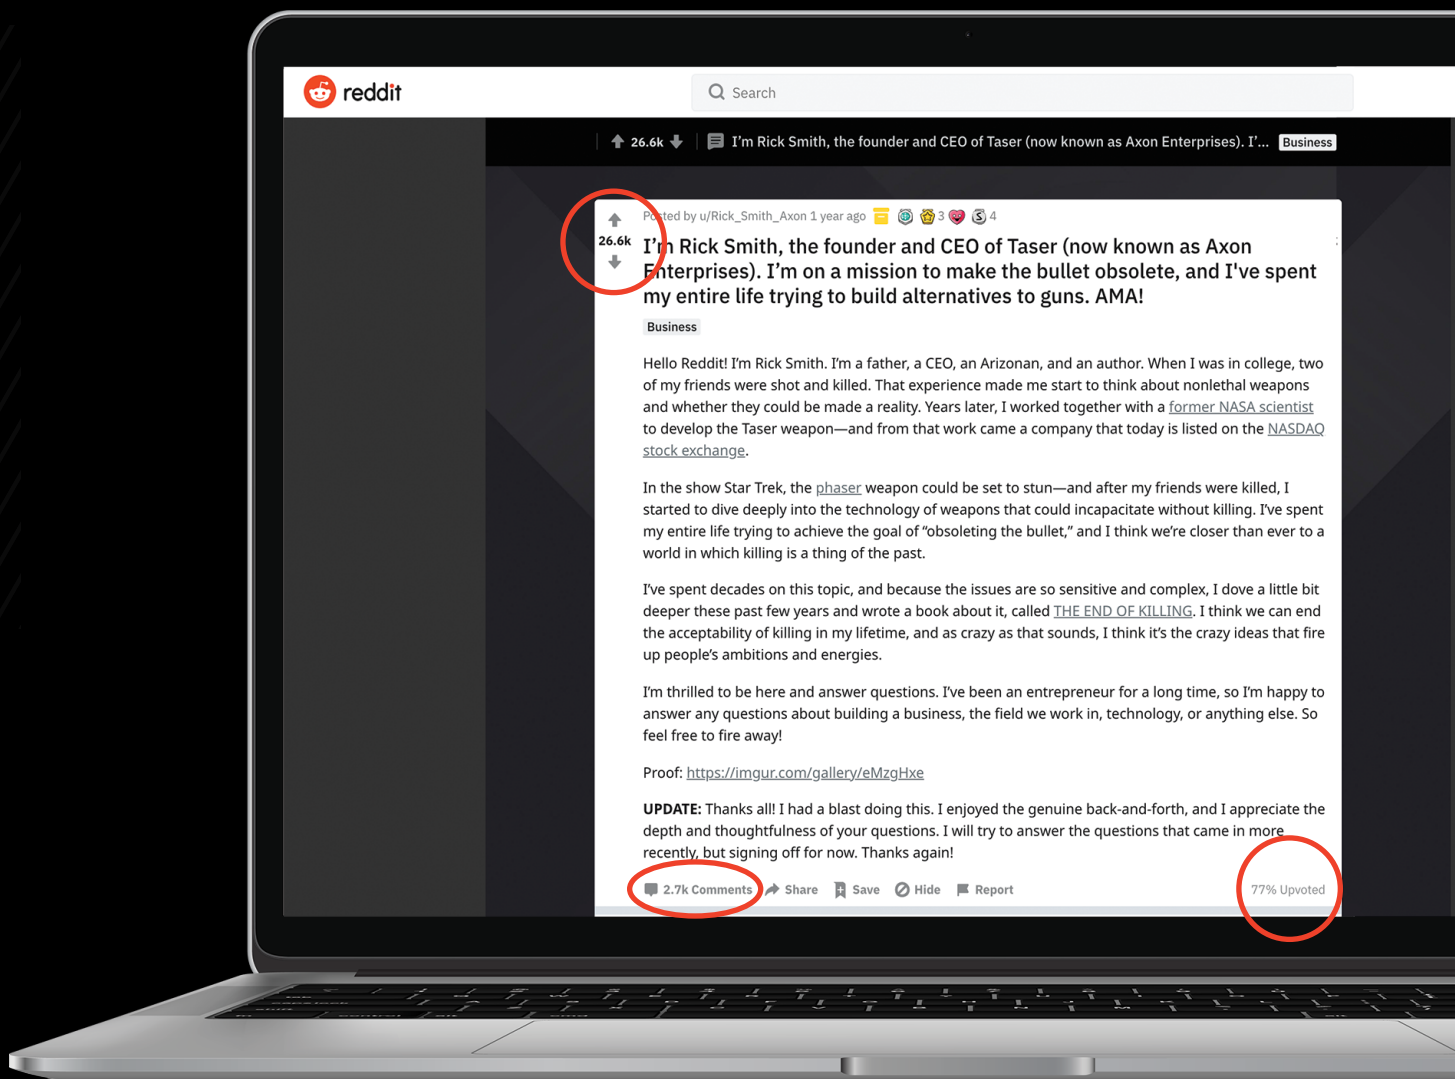 reddit
Search
26.6k
I’m Rick Smith, the founder and CEO of Taser (now known as Axon Enterprises). I’...
Business
Posted by u/Rick_Smith_Axon 1 year ago
3
4
26.6k
I’m Rick Smith, the founder and CEO of Taser (now known as Axon
Enterprises). I’m on a mission to make the bullet obsolete, and I've spent
my entire life trying to build alternatives to guns. AMA!
Business
Hello Reddit! I’m Rick Smith. I’m a father, a CEO, an Arizonan, and an author. When I was in college, two
of my friends were shot and killed. That experience made me start to think about nonlethal weapons
and whether they could be made a reality. Years later, I worked together with a former NASA scientist
to develop the Taser weapon—and from that work came a company that today is listed on the NASDAQ
stock exchange.
In the show Star Trek, the phaser weapon could be set to stun—and after my friends were killed, I
started to dive deeply into the technology of weapons that could incapacitate without killing. I’ve spent
my entire life trying to achieve the goal of “obsoleting the bullet,” and I think we’re closer than ever to a
world in which killing is a thing of the past.
I’ve spent decades on this topic, and because the issues are so sensitive and complex, I dove a little bit
deeper these past few years and wrote a book about it, called THE END OF KILLING. I think we can end
the acceptability of killing in my lifetime, and as crazy as that sounds, I think it’s the crazy ideas that fire
up people’s ambitions and energies.
I’m thrilled to be here and answer questions. I’ve been an entrepreneur for a long time, so I’m happy to
answer any questions about building a business, the field we work in, technology, or anything else. So
feel free to fire away!
Proof: https://imgur.com/gallery/eMzgHxe
UPDATE: Thanks all! I had a blast doing this. I enjoyed the genuine back-and-forth, and I appreciate the
depth and thoughtfulness of your questions. I will try to answer the questions that came in more
recently, but signing off for now. Thanks again!
2.7k Comments Share Save Hide Report 77% Upvoted